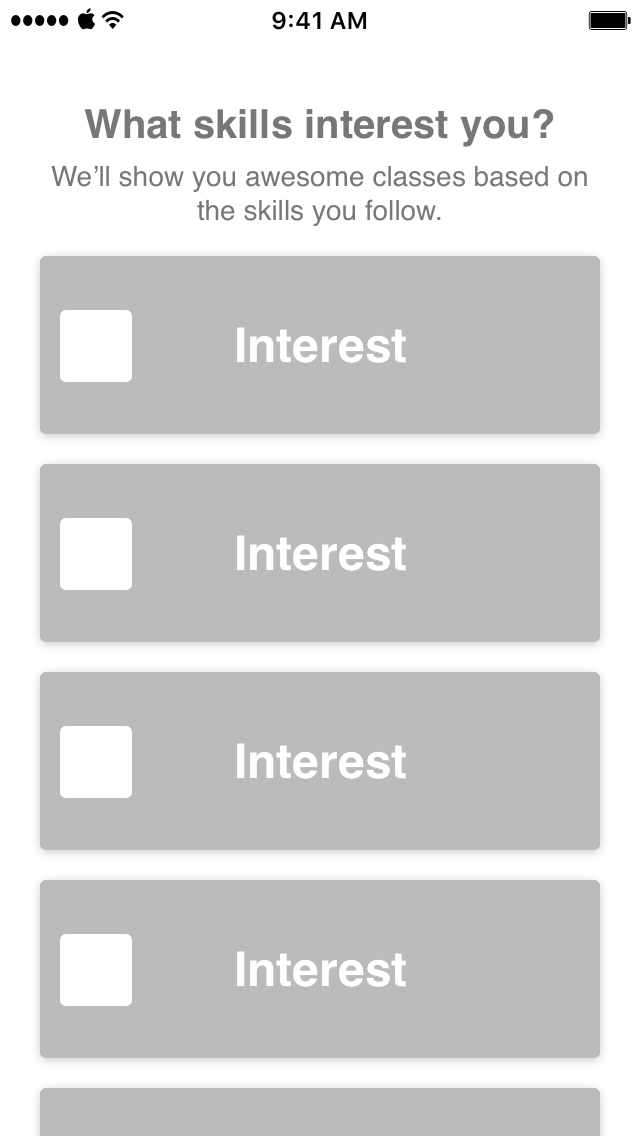 9:41 AM
What skills interest you?
We’ll show you awesome classes based on
the skills you follow.
Interest
Interest
Interest
Interest